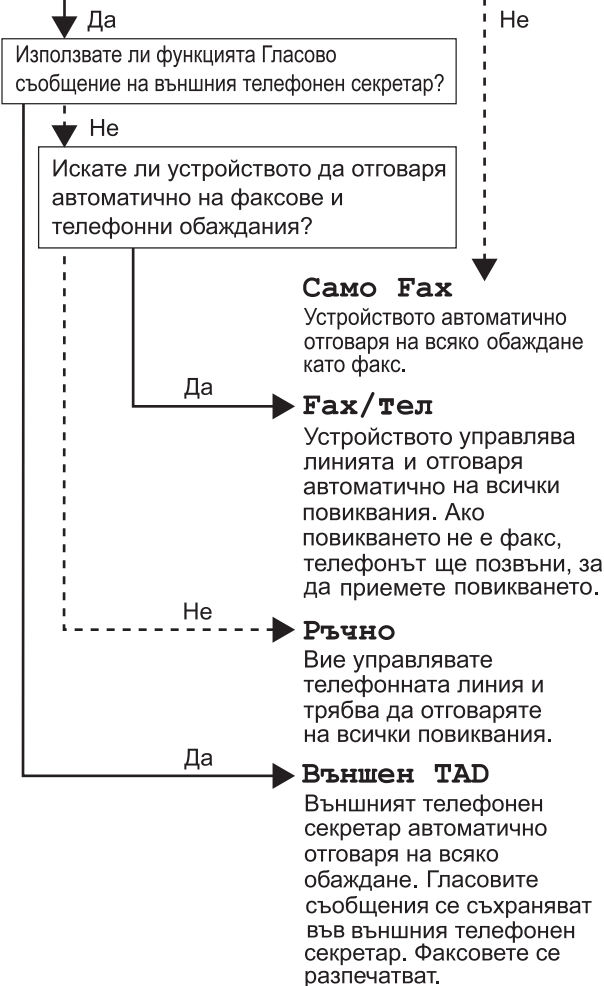 Да
Не
Използвате ли функцията Гласово
съобщение на външния телефонен секретар?
Не
Искате ли устройството да отговаря
автоматично на факсове и
телефонни обаждания?
Само Fax
Устройството автоматично
отговаря на всяко обаждане
като факс.
Да
Fax/Тел
Устройството управлява
линията и отговаря
автоматично на всички
повиквания. Ако
повикването не е факс,
телефонът ще позвъни, за
да приемете повикването.
Не
Ръчно
Вие управлявате
телефонната линия и
трябва да отговаряте
на всички повиквания.
Да
Външен TAD
Външният телефонен
секретар автоматично
отговаря на всяко
обаждане. Гласовите
съобщения се съхраняват
във външния телефонен
секретар. Факсовете се
разпечатват.